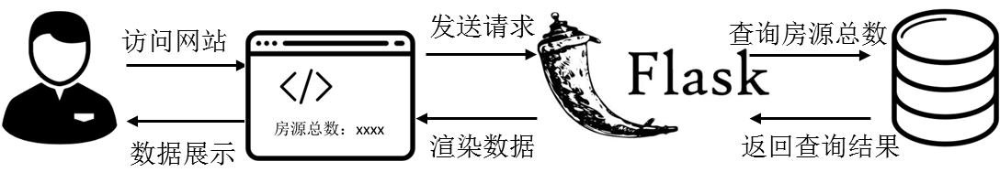 访问网站
发送请求
查询房源总数
</>
Flask
房源总数：xxxx
数据展示
渲染数据
返回查询结果